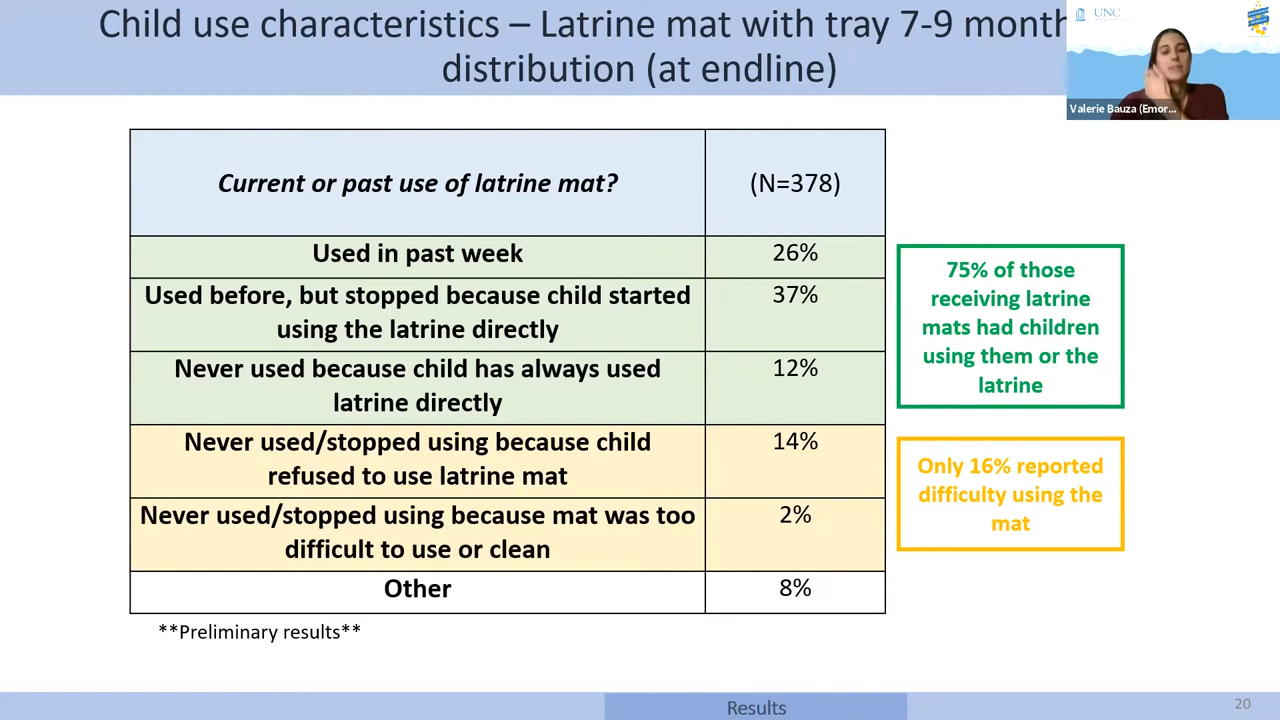 Child use characteristics – Latrine mat with tray 7-9 month
distribution (at endline)
UNC
Valerie Bauza (Emor...
Current or past use of latrine mat?
(N=378)
Used in past week
26%
Used before, but stopped because child started
using the latrine directly
37%
Never used because child has always used
latrine directly
12%
Never used/stopped using because child
refused to use latrine mat
14%
Never used/stopped using because mat was too
difficult to use or clean
2%
Other
8%
75% of those
receiving latrine
mats had children
using them or the
latrine
Only 16% reported
difficulty using the
mat
**Preliminary results**
Results
20